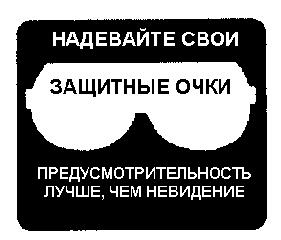 НАДЕВАЙТЕ СВОИ
ЗАЩИТНЫЕ ОЧКИ
ПРЕДУСМОТРИТЕЛЬНОСТЬ
ЛУЧШЕ, ЧЕМ НЕВИДЕНИЕ